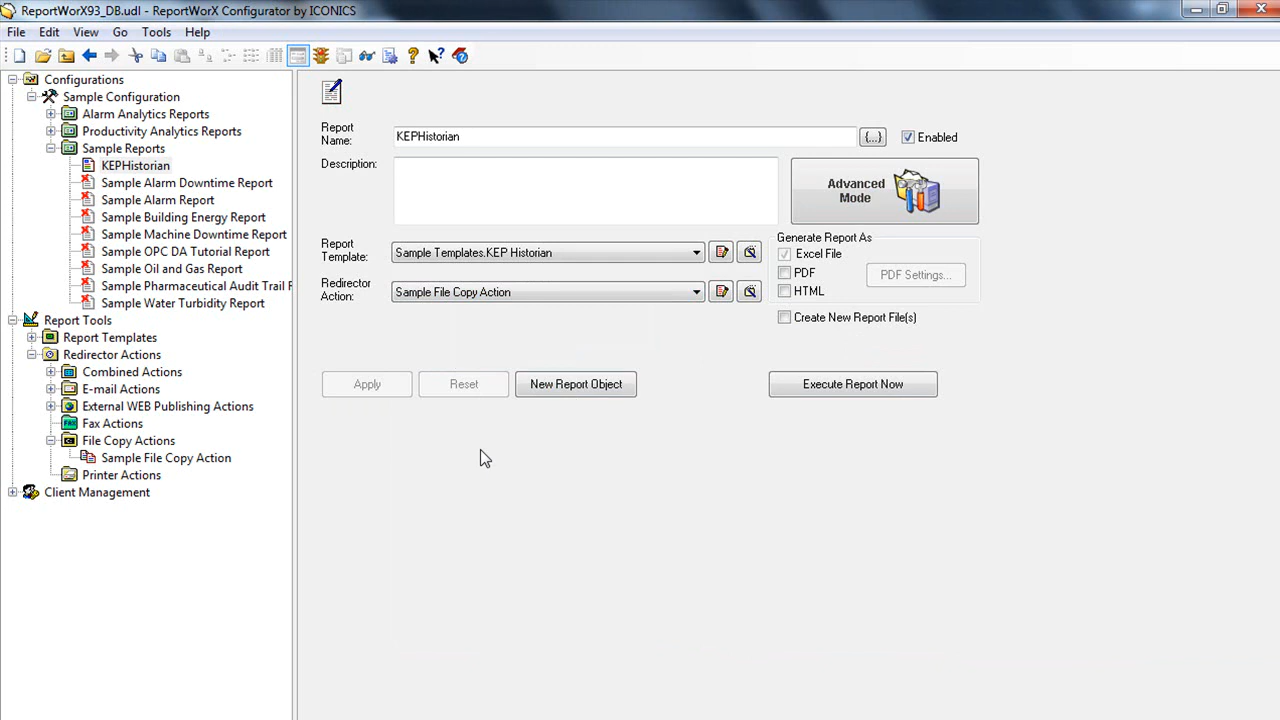 ReportWorX93_DB.udl - ReportWorX Configurator by ICONICS
File Edit View Go Tools Help
Configurations
Sample Configuration
Alarm Analytics Reports
Productivity Analytics Reports
Sample Reports
KEPHistorian
Sample Alarm Downtime Report
Sample Alarm Report
Sample Building Energy Report
Sample Machine Downtime Report
Sample OPC DA Tutorial Report
Sample Oil and Gas Report
Sample Pharmaceutical Audit Trail R
Sample Water Turbidity Report
Report Tools
Report Templates
Redirector Actions
Combined Actions
E-mail Actions
External WEB Publishing Actions
Fax Actions
File Copy Actions
Sample File Copy Action
Printer Actions
Client Management
Report Name: KEPHistorian {...} Enabled
Description:
Advanced Mode
Report Template: Sample Templates.KEP Historian
Redirector Action: Sample File Copy Action
Generate Report As
Excel File
PDF
HTML
PDF Settings...
Create New Report File(s)
Apply Reset New Report Object Execute Report Now